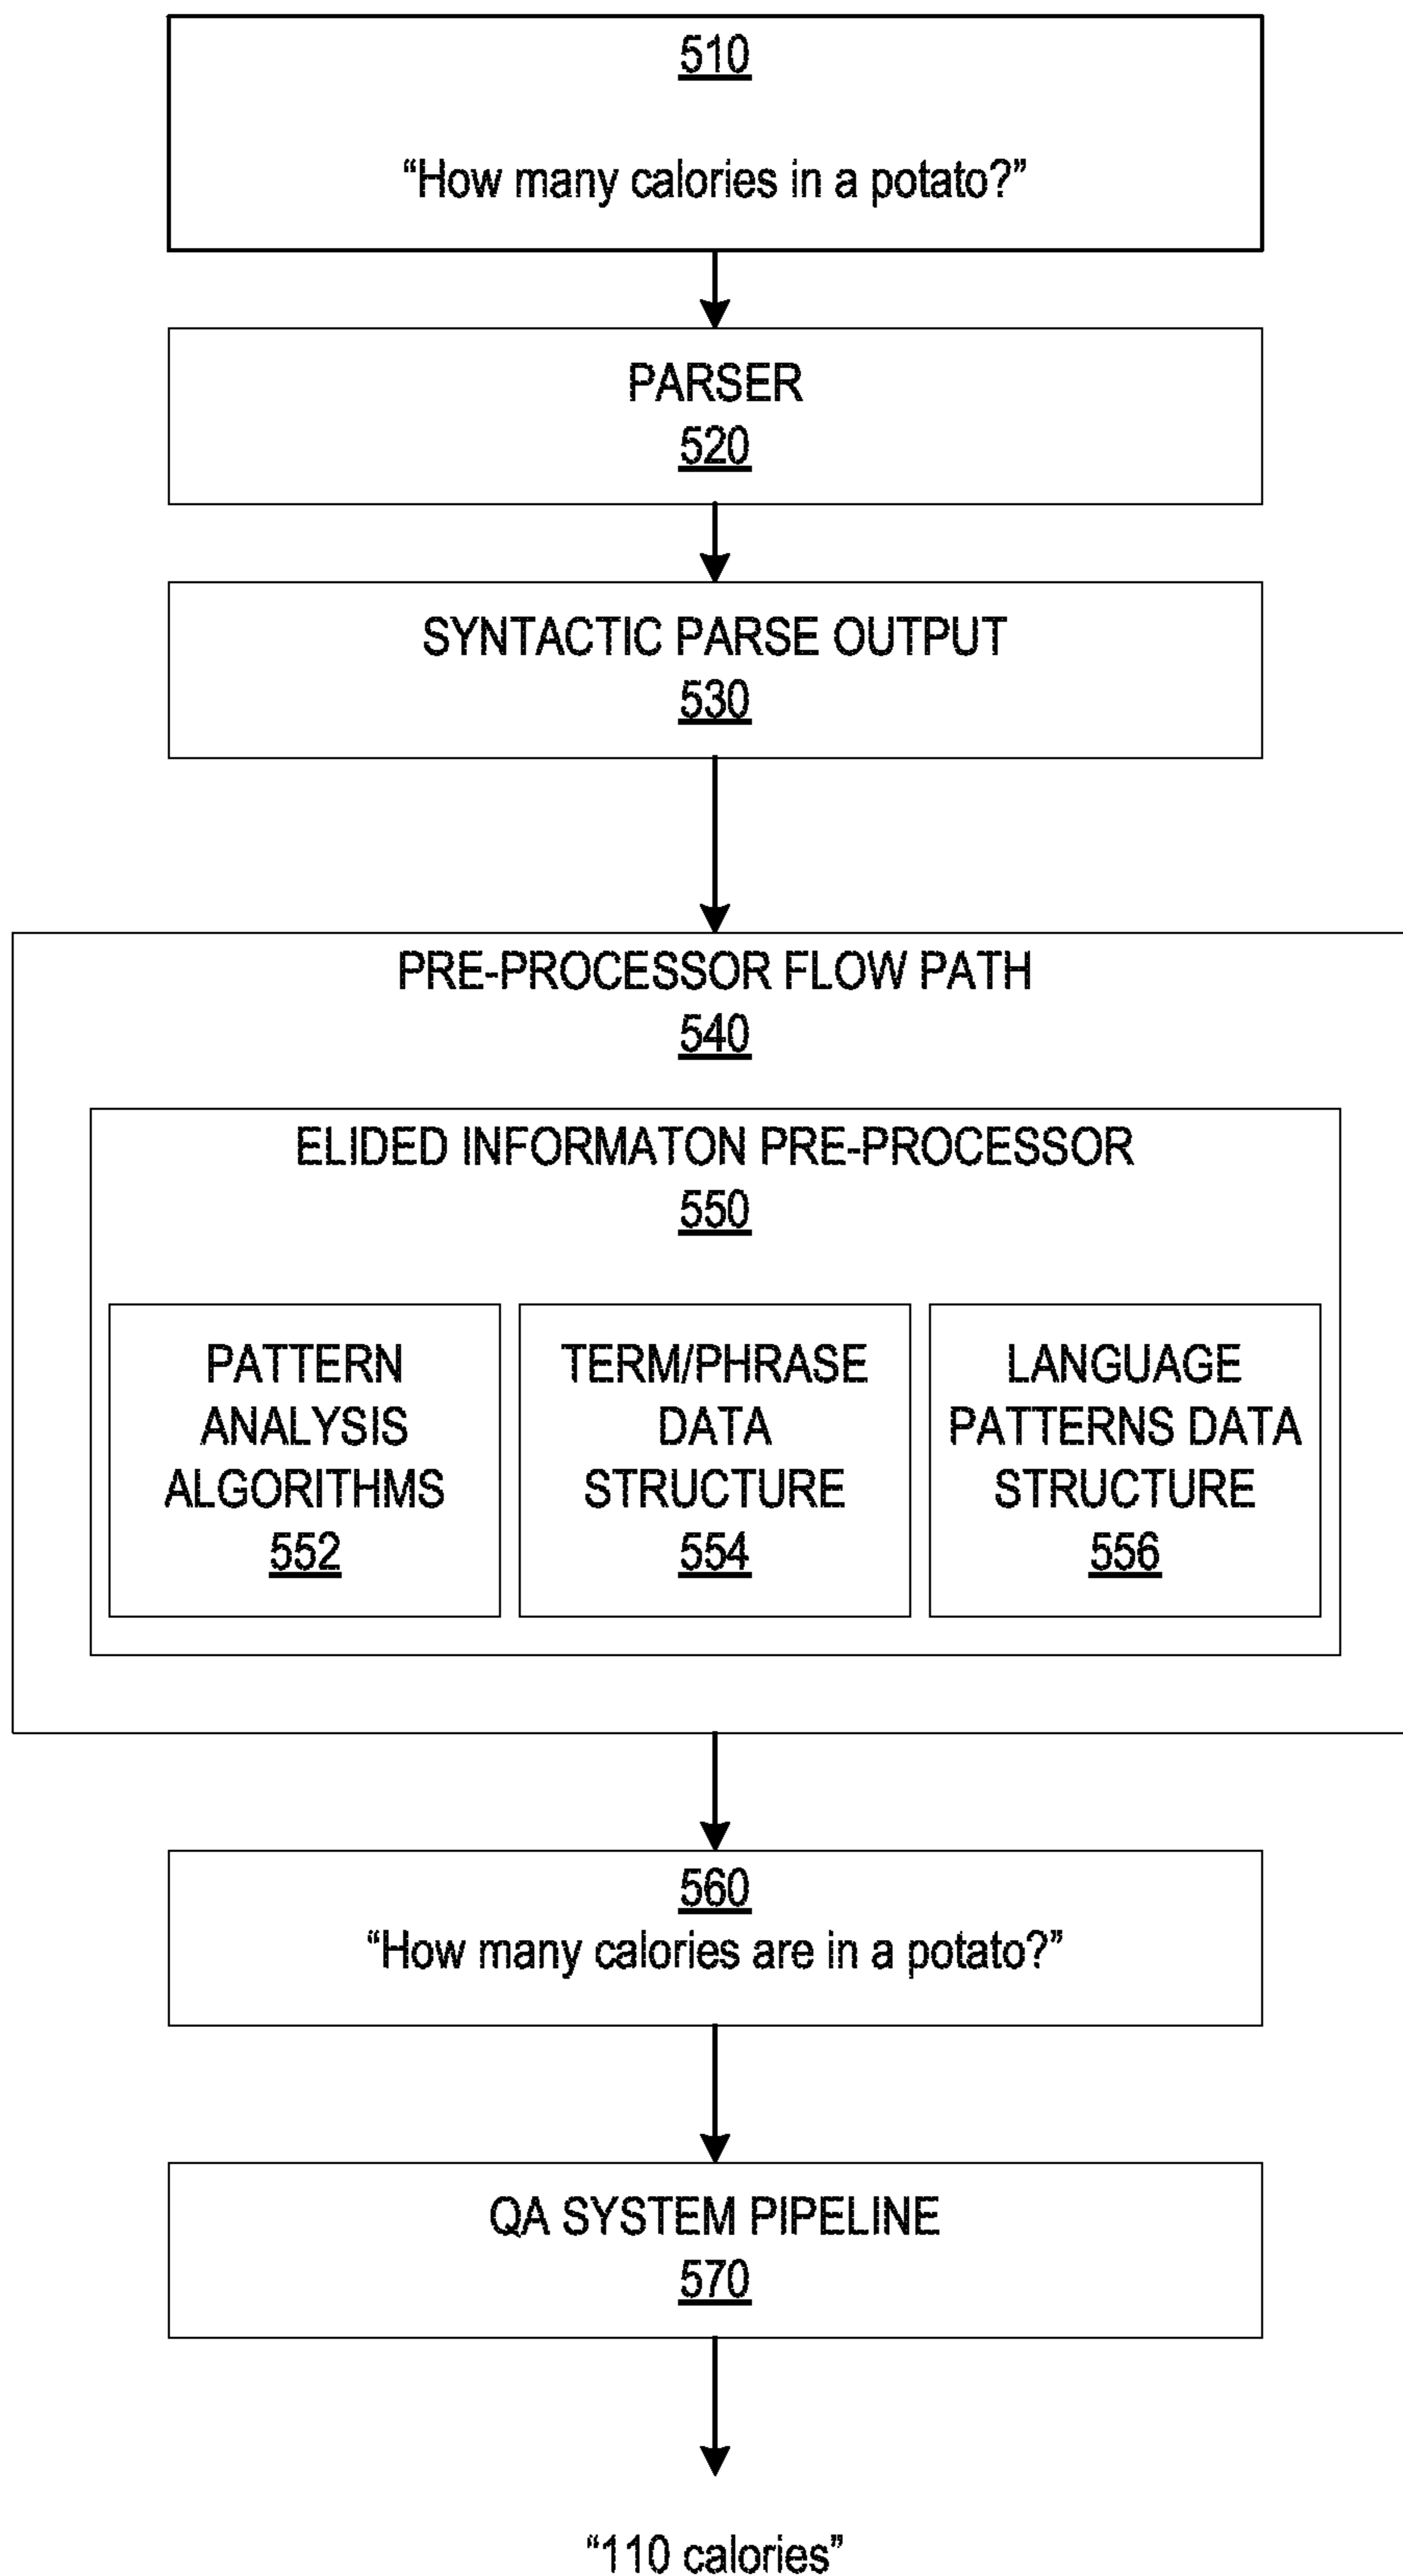 510
“How many calories in a potato?”
PARSER
520
SYNTACTIC PARSE OUTPUT
530
PRE-PROCESSOR FLOW PATH
540
ELIDED INFORMATON PRE-PROCESSOR
550
PATTERN
ANALYSIS
ALGORITHMS
552
TERM/PHRASE
DATA
STRUCTURE
554
LANGUAGE
PATTERNS DATA
STRUCTURE
556
560
“How many calories are in a potato?”
QA SYSTEM PIPELINE
570
“110 calories”